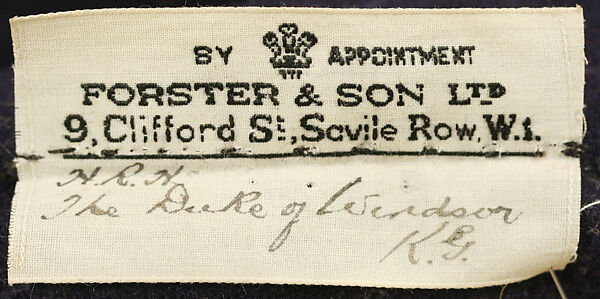 BY APPOINTMENT
FORSTER & SON LTD
9, Clifford St., Savile Row, W.1.
H.R.H.
The Duke of Windsor
K.G.